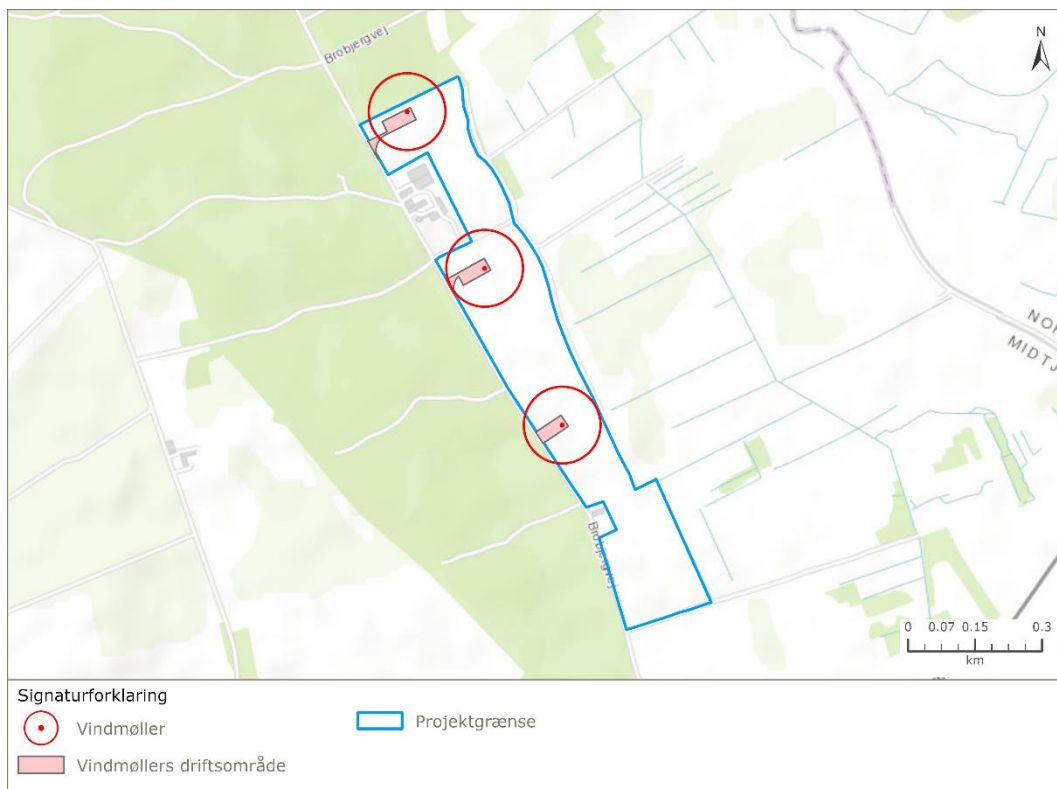 Brobjergvej
N
NOR
MIDTJ
Brobjergvej
0 0.07 0.15 0.3
km
Signaturforklaring
Vindmøller
Projektgrænse
Vindmøllers driftsområde